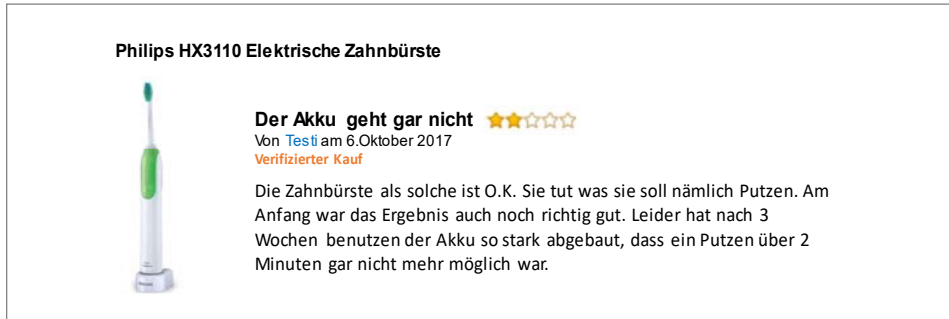 Philips HX3110 Elektrische Zahnbürste
Der Akku geht gar nicht
Von Testi am 6.Oktober 2017
Verifizierter Kauf
Die Zahnbürste als solche ist O.K. Sie tut was sie soll nämlich Putzen. Am
Anfang war das Ergebnis auch noch richtig gut. Leider hat nach 3
Wochen benutzen der Akku so stark abgebaut, dass ein Putzen über 2
Minuten gar nicht mehr möglich war.